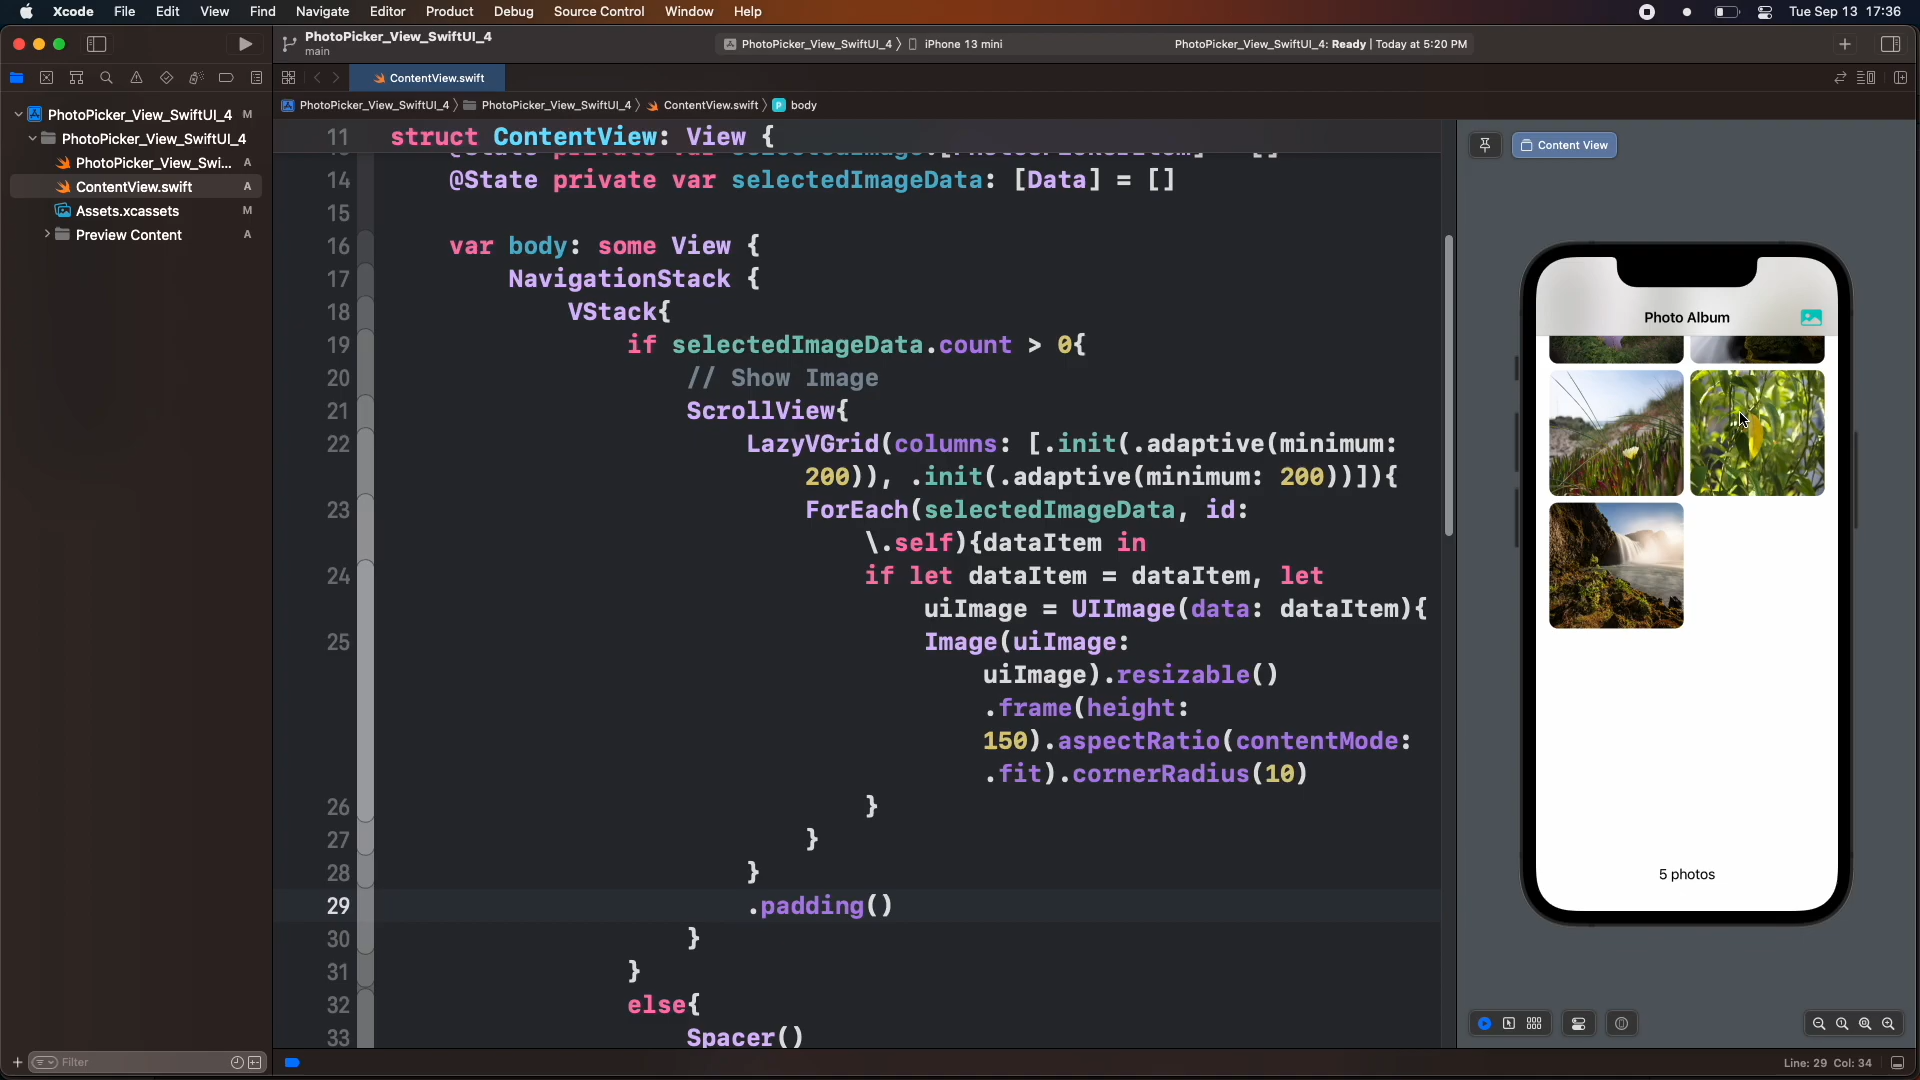 Xcode File Edit View Find Navigate Editor Product Debug Source Control Window Help Tue Sep 13 17:36
PhotoPicker_View_SwiftUI_4
main
PhotoPicker_View_SwiftUI_4 iPhone 13 mini
PhotoPicker_View_SwiftUI_4: Ready | Today at 5:20 PM
ContentView.swift
PhotoPicker_View_SwiftUI_4 PhotoPicker_View_SwiftUI_4 ContentView.swift P body
PhotoPicker_View_SwiftUI_4 M
PhotoPicker_View_SwiftUI_4
PhotoPicker_View_Swi... A
ContentView.swift A
Assets.xcassets M
Preview Content A
11 struct ContentView: View {
14 @State private var selectedImageData: [Data] = []
15
16 var body: some View {
17 NavigationStack {
18 VStack{
19 if selectedImageData.count > 0{
20 // Show Image
21 ScrollView{
22 LazyVGrid(columns: [.init(.adaptive(minimum:
200)), .init(.adaptive(minimum: 200))]){
23 ForEach(selectedImageData, id:
\.self){dataItem in
24 if let dataItem = dataItem, let
uiImage = UIImage(data: dataItem){
25 Image(uiImage:
uiImage).resizable()
.frame(height:
150).aspectRatio(contentMode:
.fit).cornerRadius(10)
26 }
27 }
28 }
29 .padding()
30 }
31 }
32 else{
33 Spacer()
Content View
Photo Album
5 photos
Filter
Line: 29 Col: 34